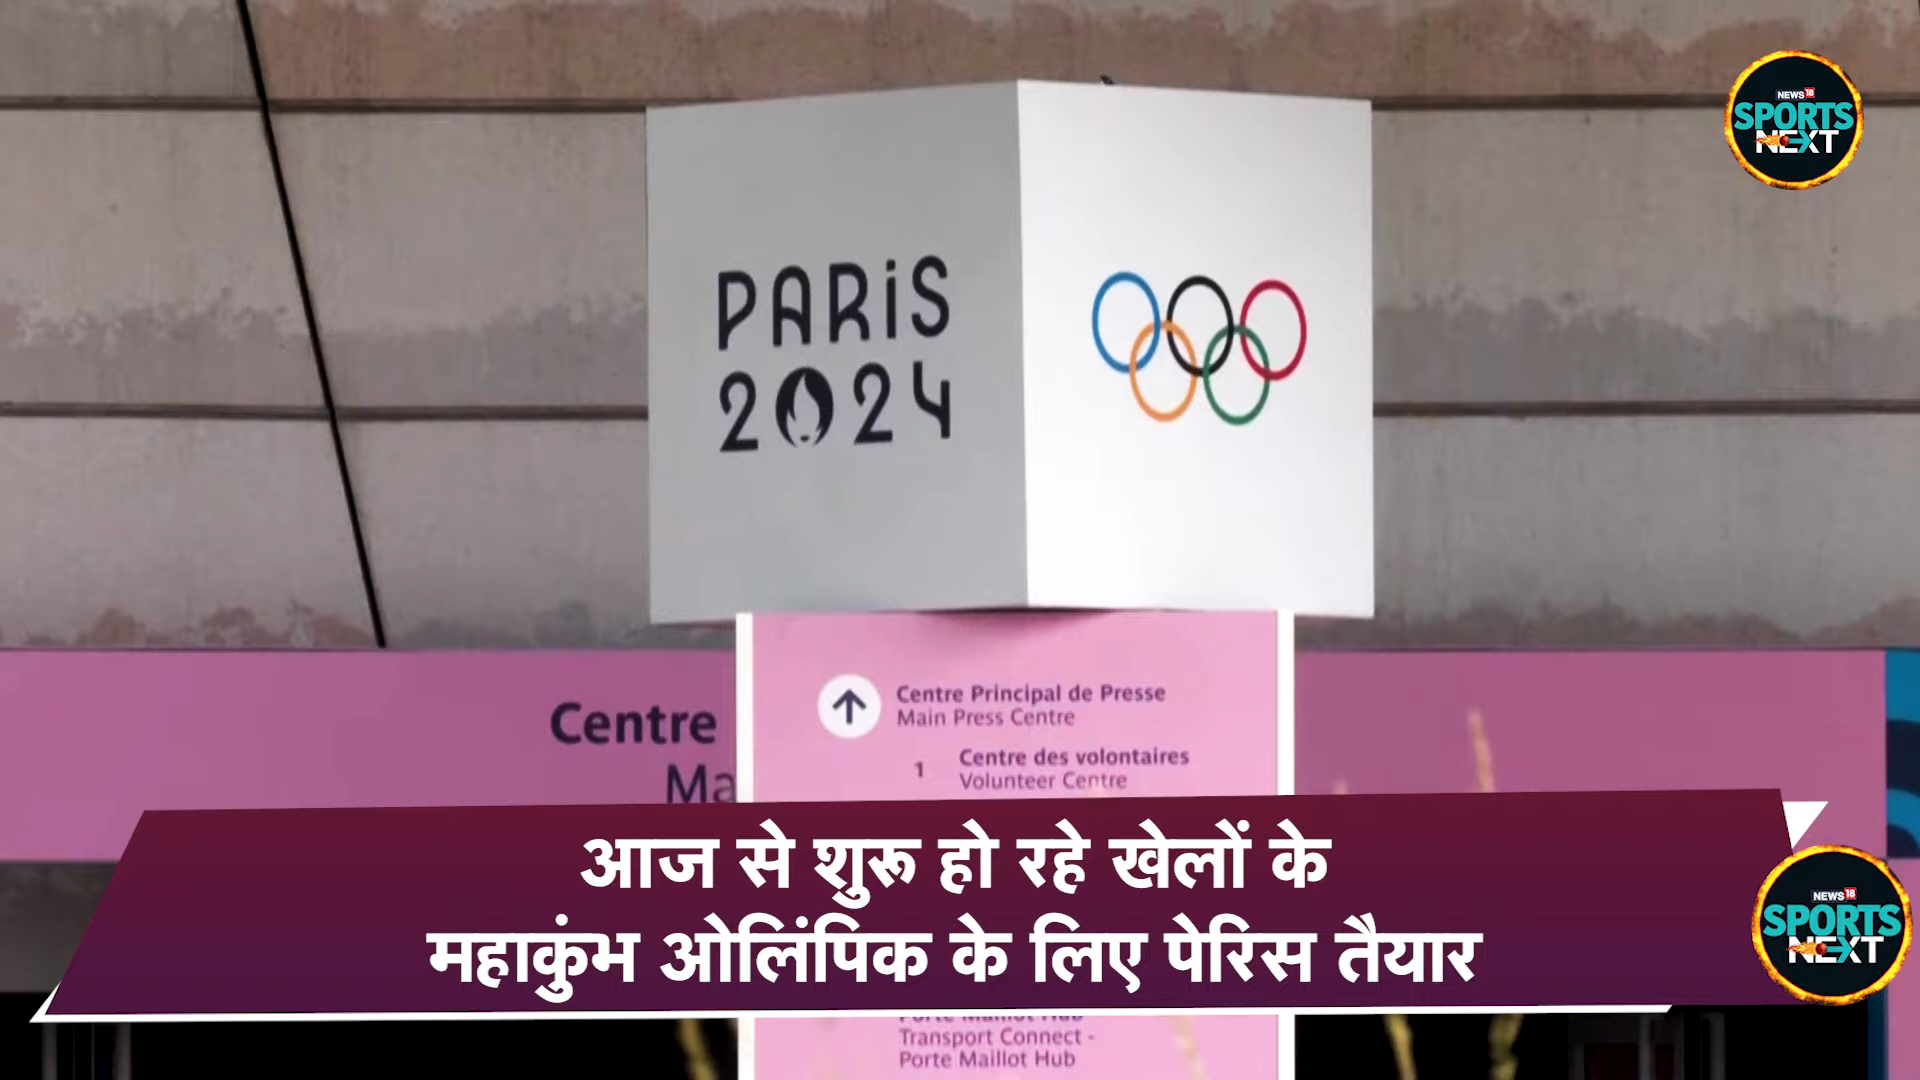 NEWS18
SPORTS
NEXT
PARiS
2024
Centre Principal de Presse
Main Press Centre
Centre
1 Centre des volontaires
Volunteer Centre
आज से शुरू हो रहे खेलों के
महाकुंभ ओलिंपिक के लिए पेरिस तैयार
NEWS18
SPORTS
NEXT
Transport Connect -
Porte Maillot Hub